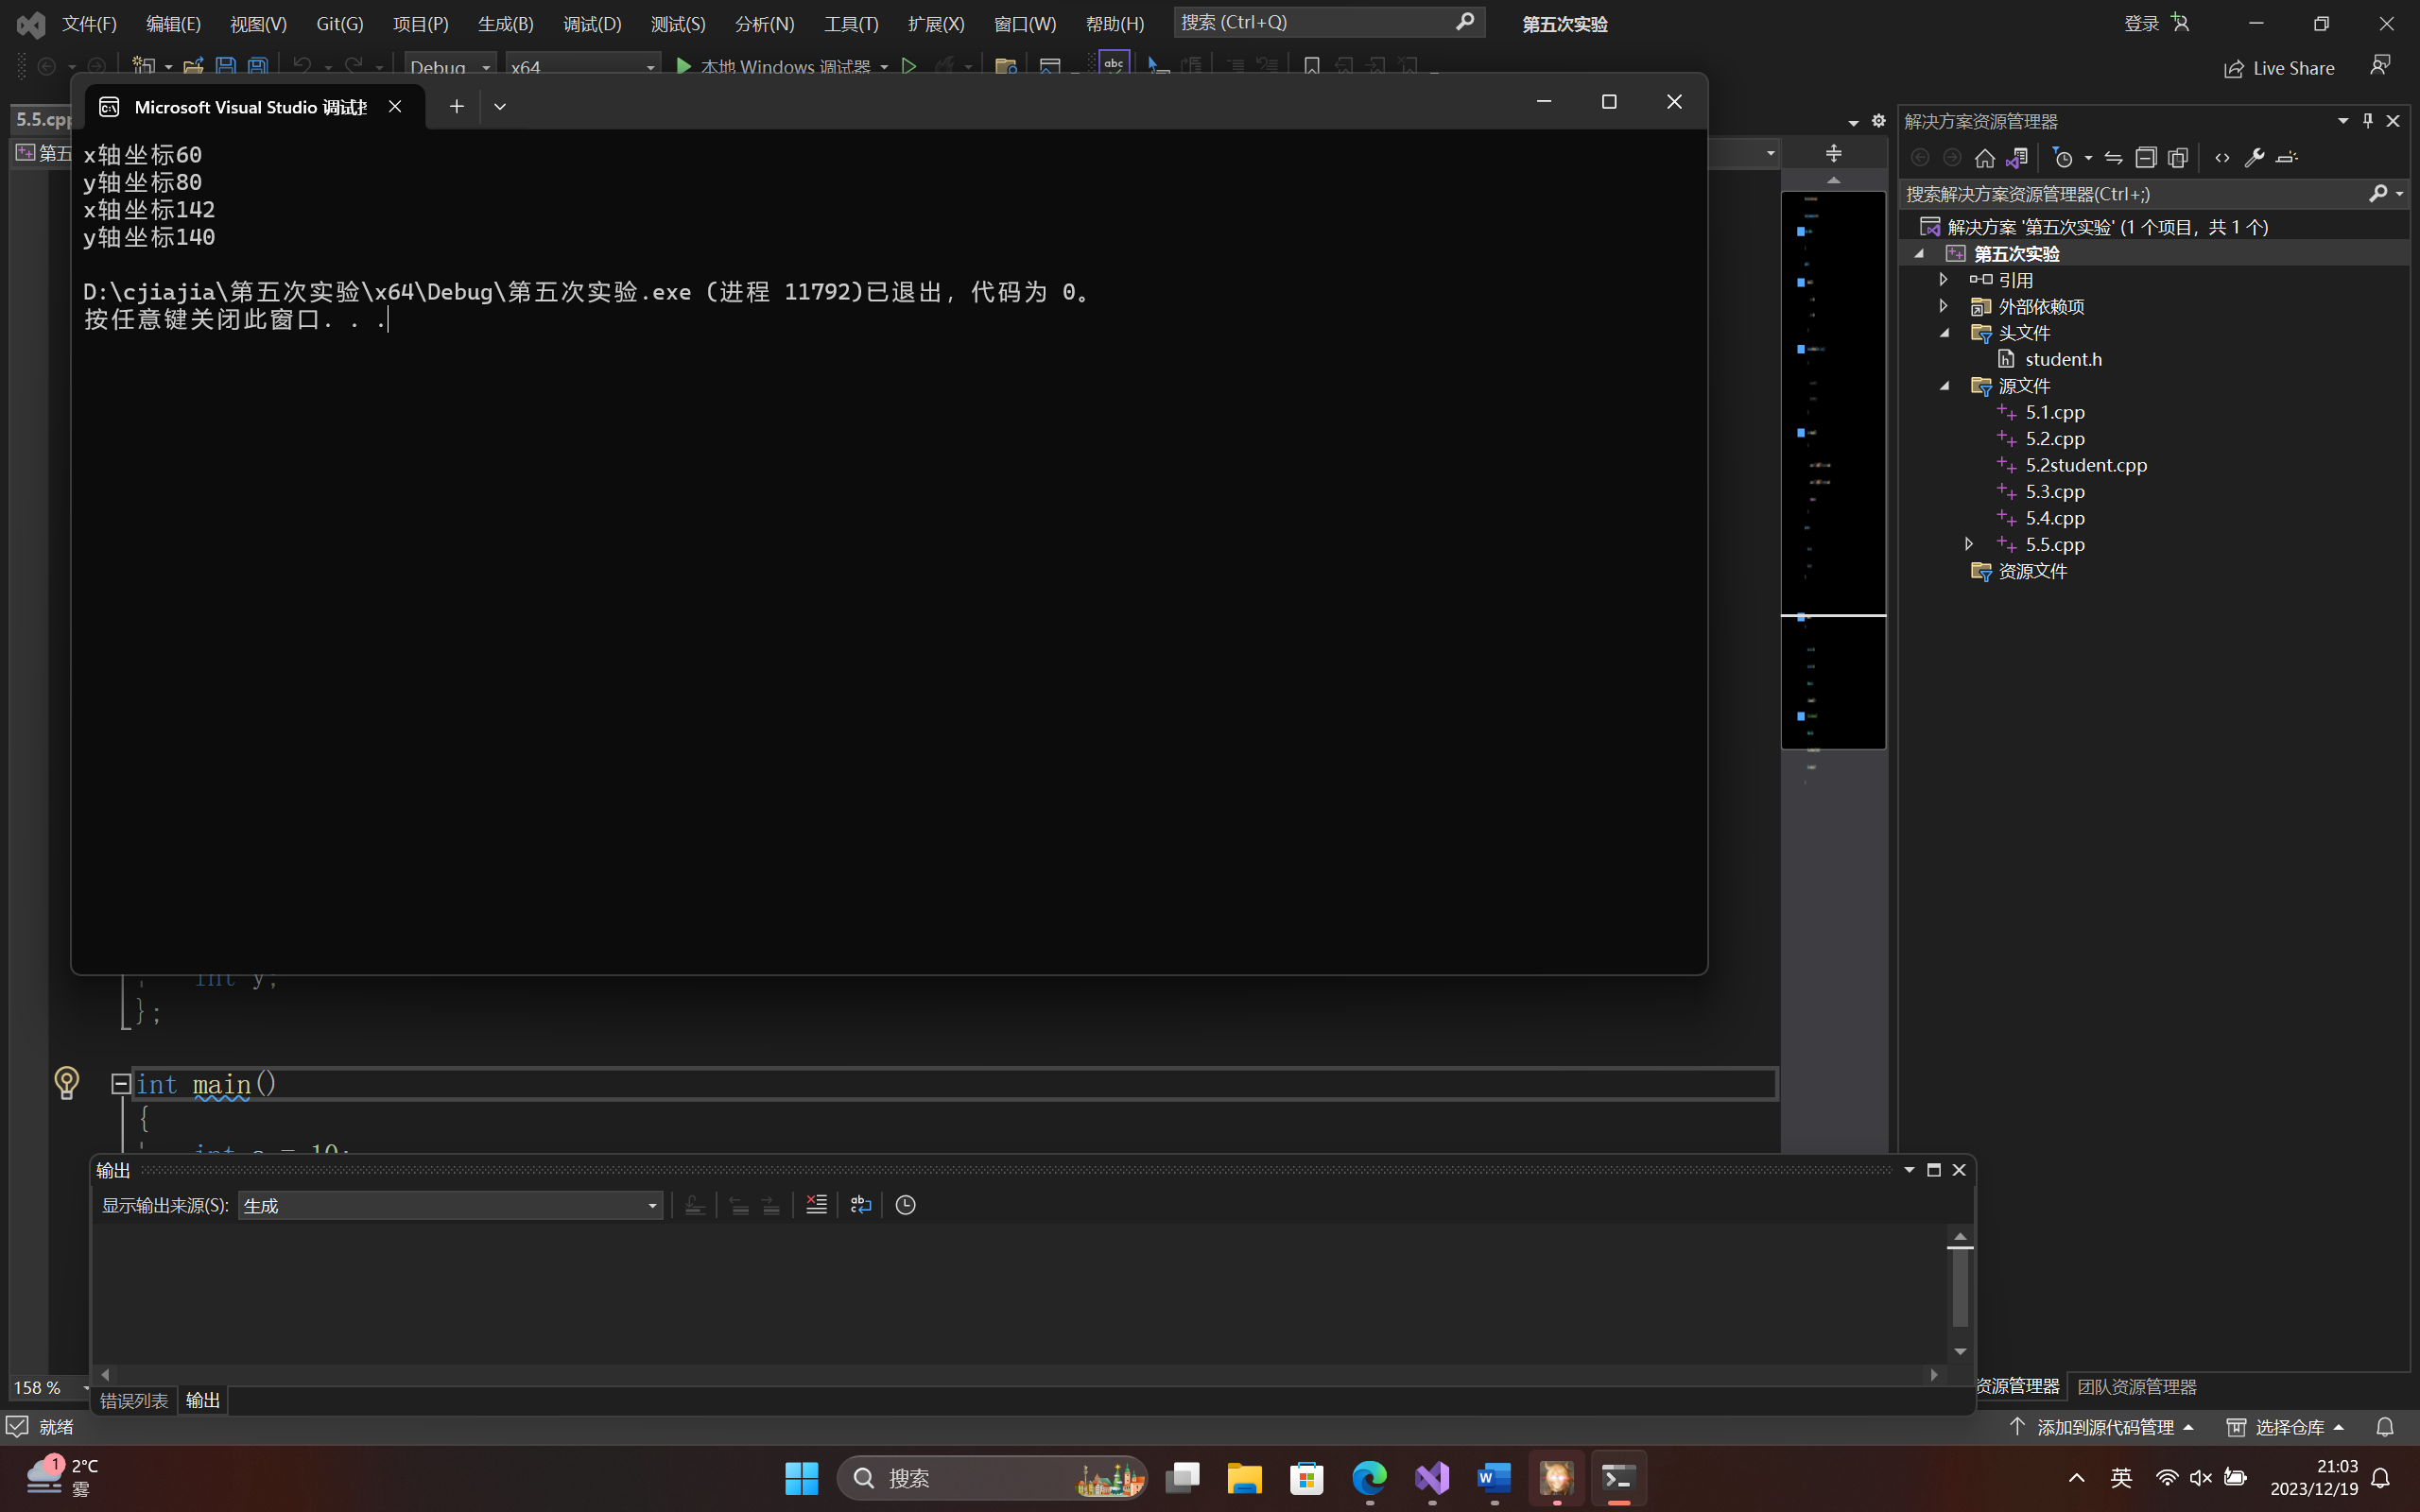 文件(F) 编辑(E) 视图(V) Git(G) 项目(P) 生成(B) 调试(D) 测试(S) 分析(N) 工具(T) 扩展(X) 窗口(W) 帮助(H) 搜索 (Ctrl+Q) 第五次实验 登录
Debug x64 本地 Windows 调试器 Live Share
Microsoft Visual Studio 调试
5.5.cpp
第五
x轴坐标60
y轴坐标80
x轴坐标142
y轴坐标140
D:\cjiajia\第五次实验\x64\Debug\第五次实验.exe (进程 11792)已退出，代码为 0。
按任意键关闭此窗口. . .
解决方案资源管理器
搜索解决方案资源管理器(Ctrl+;)
解决方案 '第五次实验' (1 个项目，共 1 个)
第五次实验
引用
外部依赖项
头文件
student.h
源文件
5.1.cpp
5.2.cpp
5.2student.cpp
5.3.cpp
5.4.cpp
5.5.cpp
资源文件
int y;
};
int main()
{
int a = 10;
输出
显示输出来源(S): 生成
158 %
错误列表 输出
资源管理器 团队资源管理器
就绪 添加到源代码管理 选择仓库
1 2°C
雾
搜索
英
21:03
2023/12/19